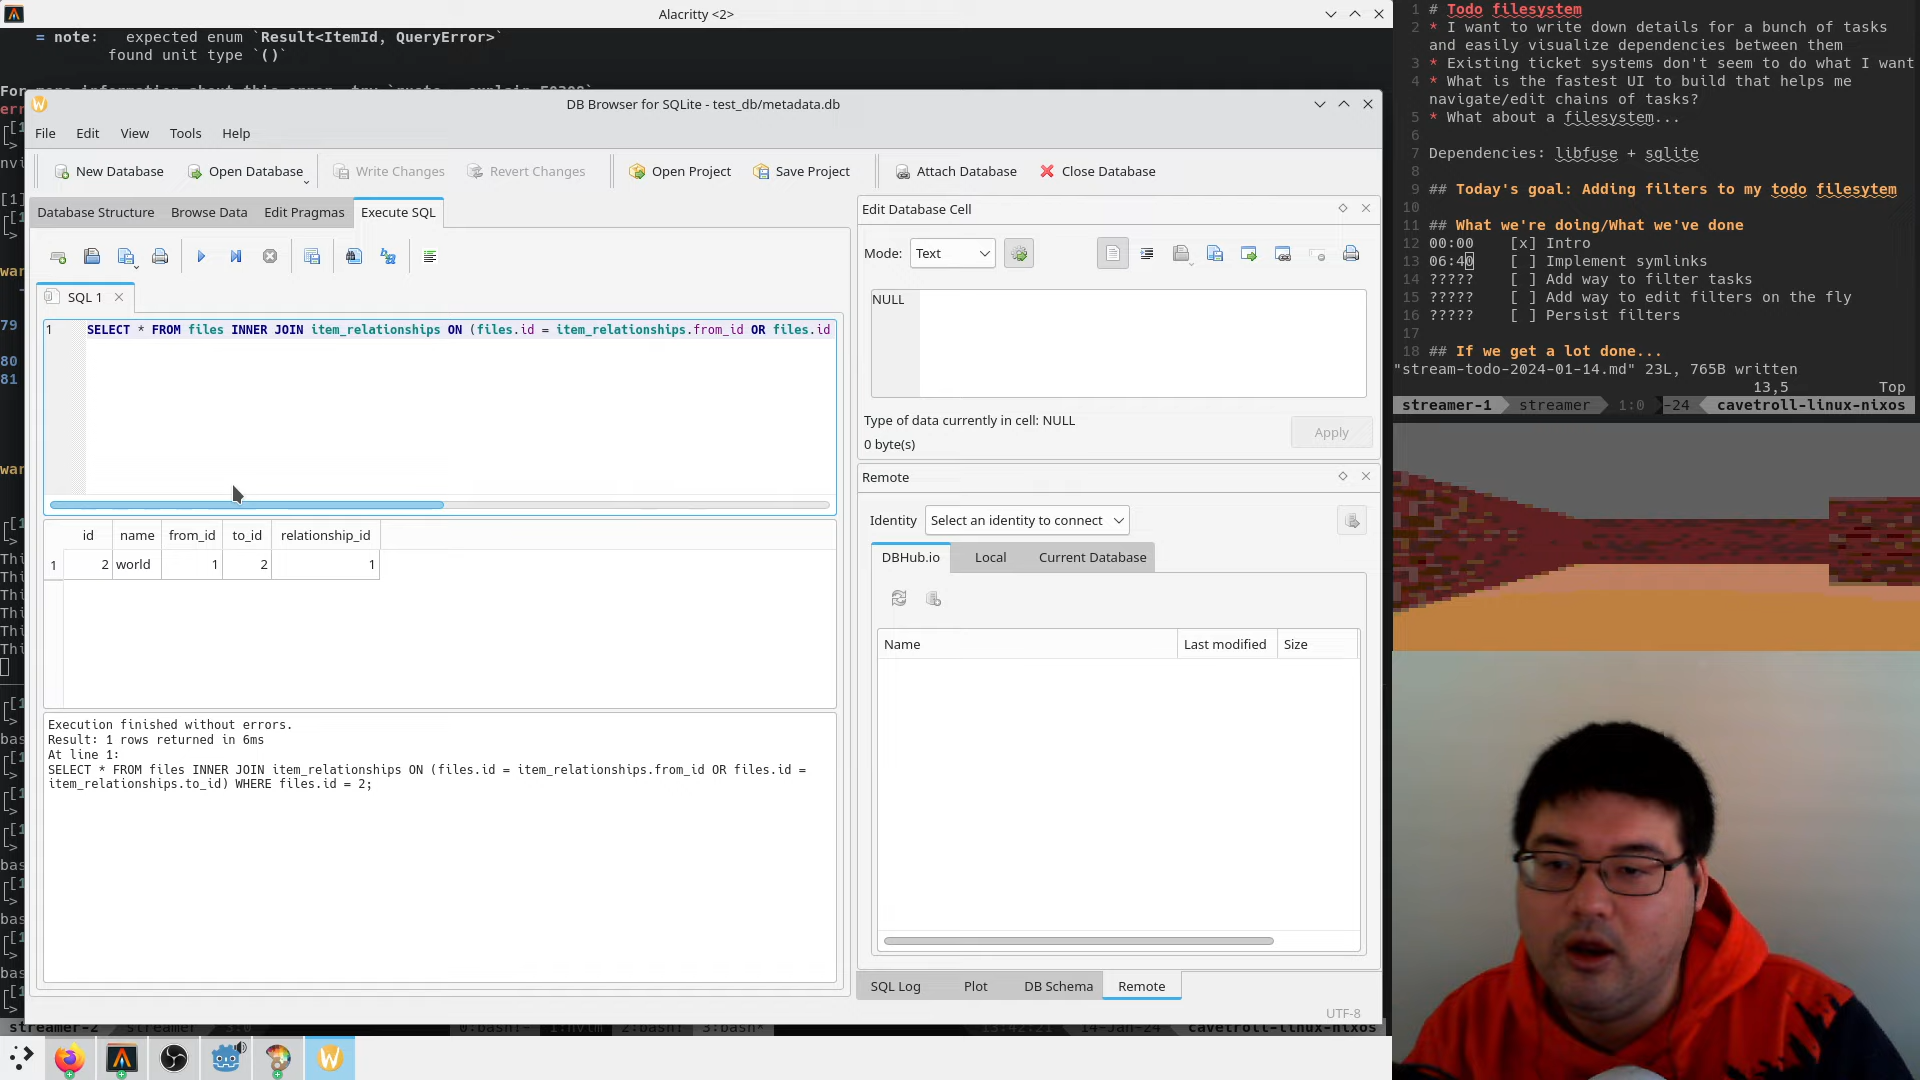 Alacritty <2>
= note:   expected enum `Result<ItemId, QueryError>`
found unit type `()`
DB Browser for SQLite - test_db/metadata.db
File Edit View Tools Help
New Database Open Database Write Changes Revert Changes Open Project Save Project Attach Database Close Database
Database Structure Browse Data Edit Pragmas Execute SQL
SQL 1
1 SELECT * FROM files INNER JOIN item_relationships ON (files.id = item_relationships.from_id OR files.id
id name from_id to_id relationship_id
1 2 world 1 2 1
Execution finished without errors.
Result: 1 rows returned in 6ms
At line 1:
SELECT * FROM files INNER JOIN item_relationships ON (files.id = item_relationships.from_id OR files.id =
item_relationships.to_id) WHERE files.id = 2;
Edit Database Cell
Mode: Text
NULL
Type of data currently in cell: NULL
0 byte(s)
Apply
Remote
Identity Select an identity to connect
DBHub.io Local Current Database
Name Last modified Size
SQL Log Plot DB Schema Remote
UTF-8
79
80
81
streamer-2 streamer 3:0 0:bash!- 1:nvim 2:bash 3:bash* 13:42:21 14-Jan-24 cavetroll-linux-nixos
1 # Todo filesystem
2 * I want to write down details for a bunch of tasks
and easily visualize dependencies between them
3 * Existing ticket systems don't seem to do what I want
4 * What is the fastest UI to build that helps me
navigate/edit chains of tasks?
5 * What about a filesystem...
6
7 Dependencies: libfuse + sqlite
8
9 ## Today's goal: Adding filters to my todo filesytem
10
11 ## What we're doing/What we've done
12 00:00    [x] Intro
13 06:40    [ ] Implement symlinks
14 ?????    [ ] Add way to filter tasks
15 ?????    [ ] Add way to edit filters on the fly
16 ?????    [ ] Persist filters
17
18 ## If we get a lot done...
"stream-todo-2024-01-14.md" 23L, 765B written
13,5 Top
streamer-1 streamer 1:0 -24 cavetroll-linux-nixos